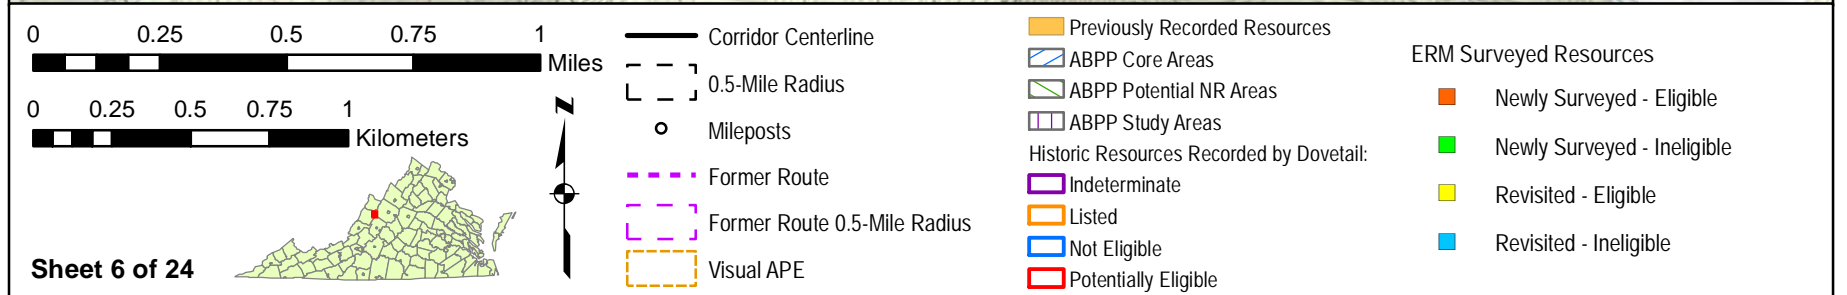 0 0.25 0.5 0.75 1
Miles
0 0.25 0.5 0.75 1
Kilometers
Sheet 6 of 24
N
Corridor Centerline
0.5-Mile Radius
Mileposts
Former Route
Former Route 0.5-Mile Radius
Visual APE
Previously Recorded Resources
ABPP Core Areas
ABPP Potential NR Areas
ABPP Study Areas
Historic Resources Recorded by Dovetail:
Indeterminate
Listed
Not Eligible
Potentially Eligible
ERM Surveyed Resources
Newly Surveyed - Eligible
Newly Surveyed - Ineligible
Revisited - Eligible
Revisited - Ineligible